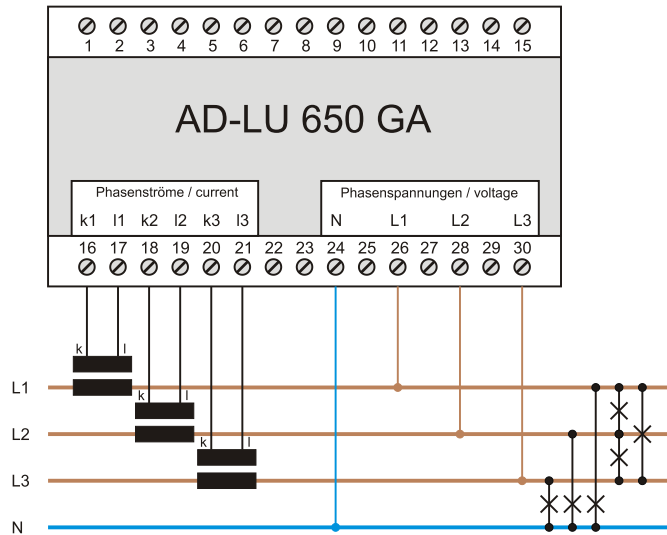 1 2 3 4 5 6 7 8 9 10 11 12 13 14 15
AD-LU 650 GA
Phasenströme / current
k1 l1 k2 l2 k3 l3
Phasenspannungen / voltage
N L1 L2 L3
16 17 18 19 20 21 22 23 24 25 26 27 28 29 30
k l
L1
k l
L2
k l
L3
N